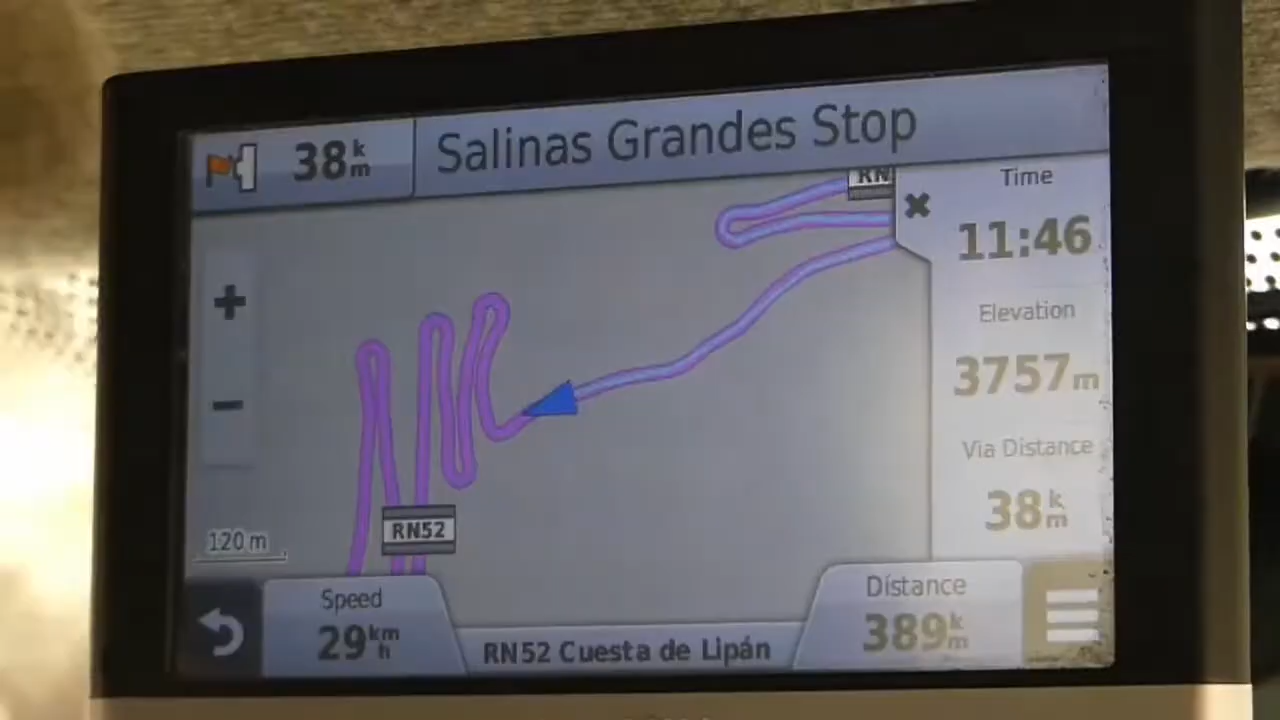 38 km
Salinas Grandes Stop
RN
Time
11:46
Elevation
3757 m
Via Distance
38 km
RN52
120 m
Speed
29 km h
RN52 Cuesta de Lipán
Distance
389 km